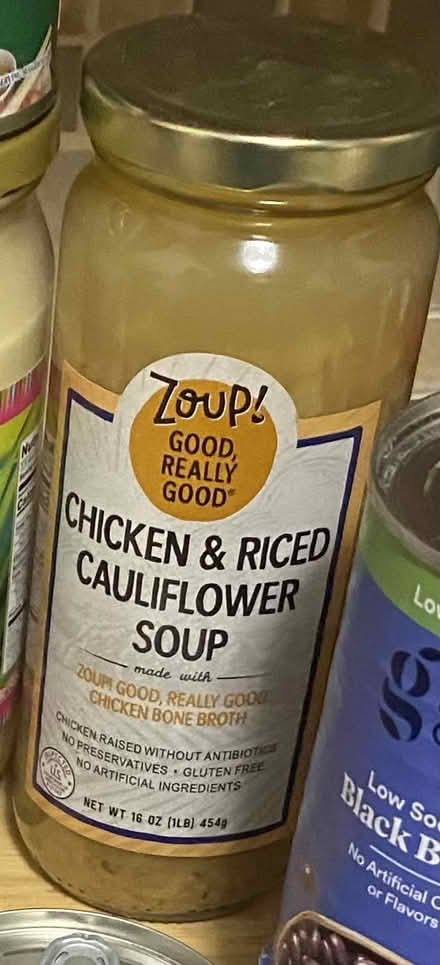 Zoup!
GOOD,
REALLY
GOOD®
CHICKEN & RICED
CAULIFLOWER
SOUP
made with
ZOUP! GOOD, REALLY GOOD
CHICKEN BONE BROTH
CHICKEN RAISED WITHOUT ANTIBIOTICS
NO PRESERVATIVES • GLUTEN FREE
NO ARTIFICIAL INGREDIENTS
NET WT 16 OZ (1LB) 454g
Lo
g
Low So
Black B
No Artificial C
or Flavors